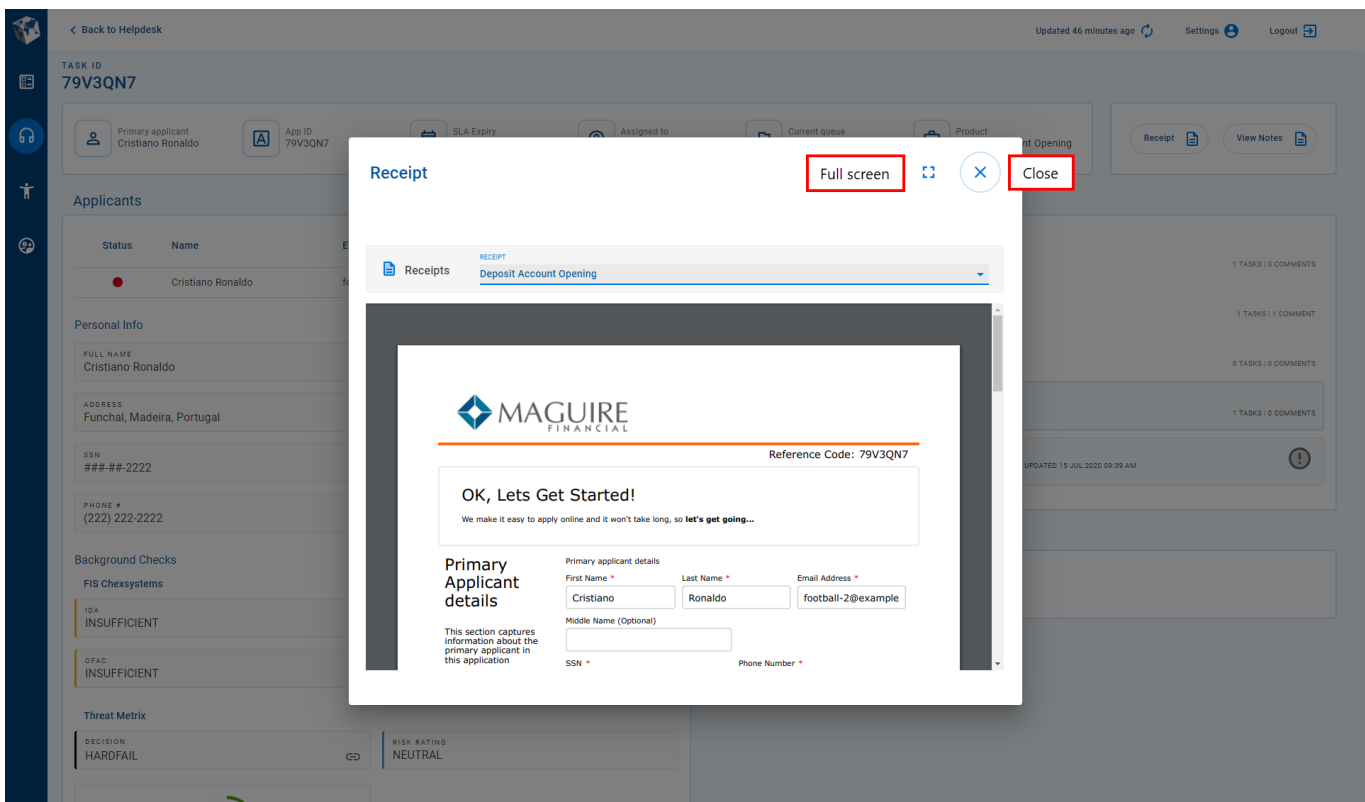 Back to Helpdesk
Updated 46 minutes ago
Settings
Logout
TASK ID
79V3QN7
Primary applicant
Cristiano Ronaldo
App ID
79V3QN7
SLA Expiry
Assigned to
Current queue
Product
nt Opening
Receipt
View Notes
Receipt
Full screen
Close
Applicants
Status Name E
Cristiano Ronaldo fo
Receipts
RECEIPT
Deposit Account Opening
1 TASKS | 0 COMMENTS
1 TASKS | 1 COMMENT
0 TASKS | 0 COMMENTS
1 TASKS | 0 COMMENTS
UPDATED 15 JUL 2020 09:39 AM
Personal Info
FULL NAME
Cristiano Ronaldo
ADDRESS
Funchal, Madeira, Portugal
SSN
###-##-2222
PHONE #
(222) 222-2222
Background Checks
FIS Chexsystems
IDA
INSUFFICIENT
OFAC
INSUFFICIENT
Threat Metrix
DECISION
HARDFAIL
RISK RATING
NEUTRAL
MAGUIRE
FINANCIAL
Reference Code: 79V3QN7
OK, Lets Get Started!
We make it easy to apply online and it won't take long, so let's get going...
Primary
Applicant
details
This section captures
information about the
primary applicant in
this application
Primary applicant details
First Name * Last Name * Email Address *
Cristiano Ronaldo football-2@example
Middle Name (Optional)
SSN * Phone Number *